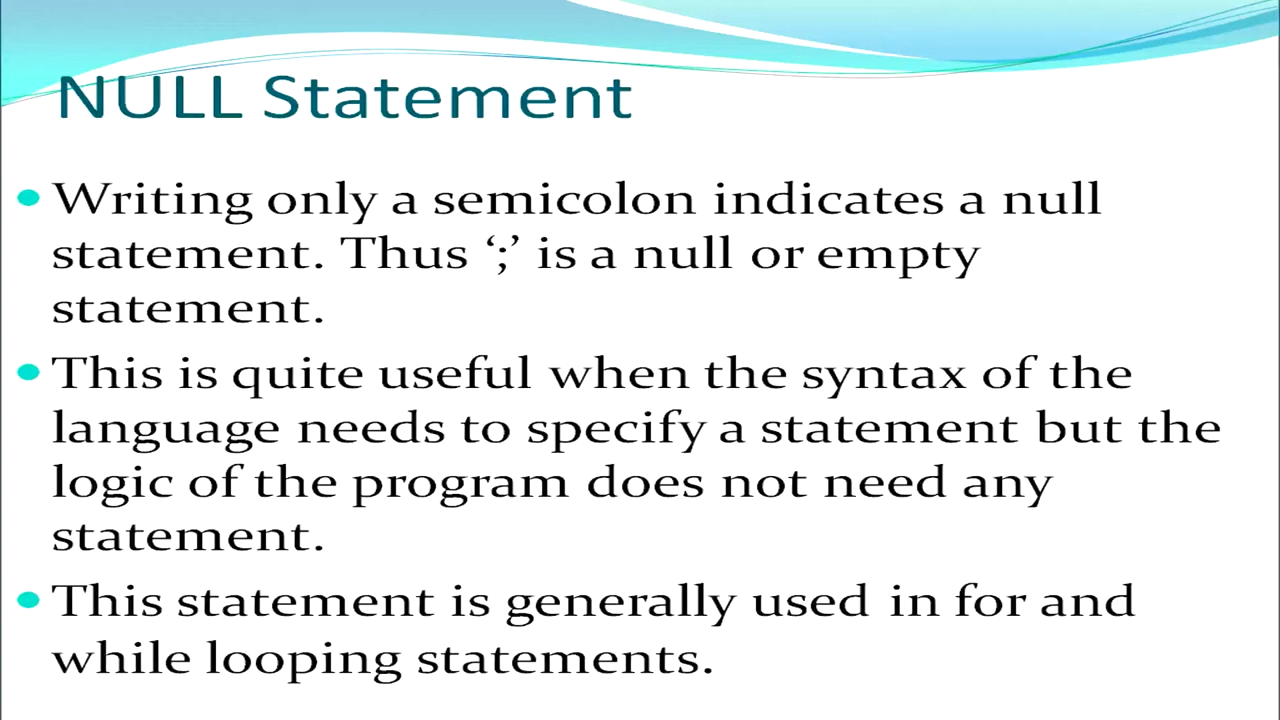 NULL Statement
• Writing only a semicolon indicates a null
statement. Thus ‘;’ is a null or empty
statement.
• This is quite useful when the syntax of the
language needs to specify a statement but the
logic of the program does not need any
statement.
• This statement is generally used in for and
while looping statements.